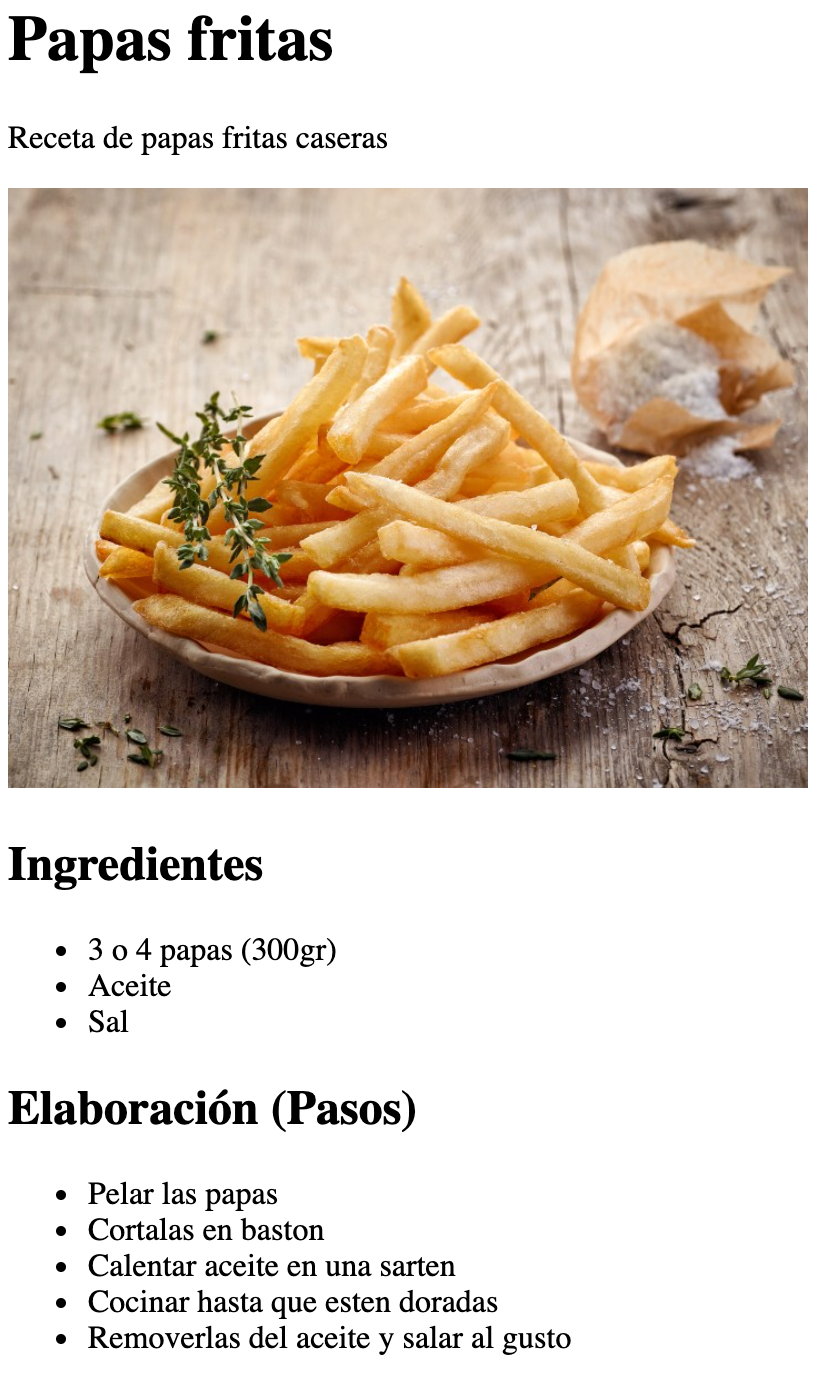 Papas fritas
Receta de papas fritas caseras
Ingredientes
• 3 o 4 papas (300gr)
• Aceite
• Sal
Elaboración (Pasos)
• Pelar las papas
• Cortalas en baston
• Calentar aceite en una sarten
• Cocinar hasta que esten doradas
• Removerlas del aceite y salar al gusto